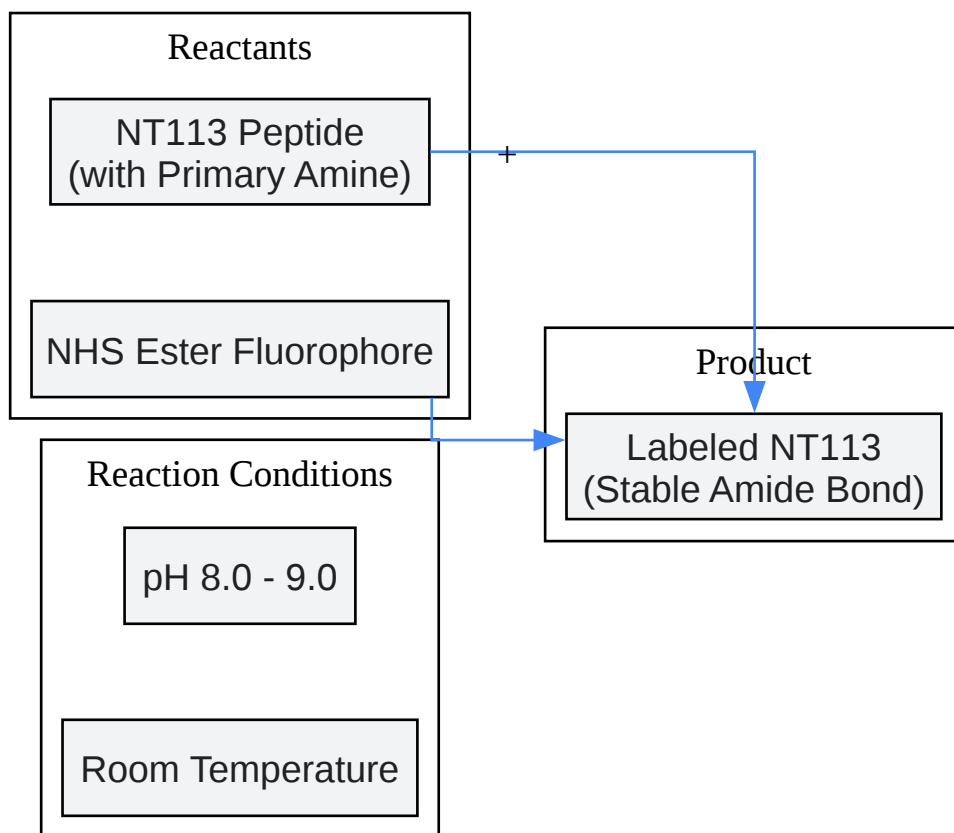 Reactants
NT113 Peptide
(with Primary Amine)
+
NHS Ester Fluorophore
Product
Labeled NT113
(Stable Amide Bond)
Reaction Conditions
pH 8.0 - 9.0
Room Temperature